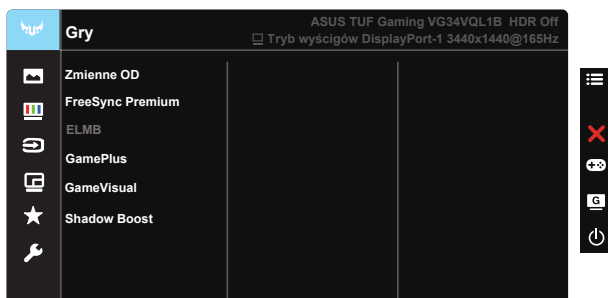 ASUS TUF Gaming VG34VQL1B HDR Off
Gry
Tryb wyścigów DisplayPort-1 3440x1440@165Hz
Zmienne OD
FreeSync Premium
ELMB
GamePlus
GameVisual
Shadow Boost
G